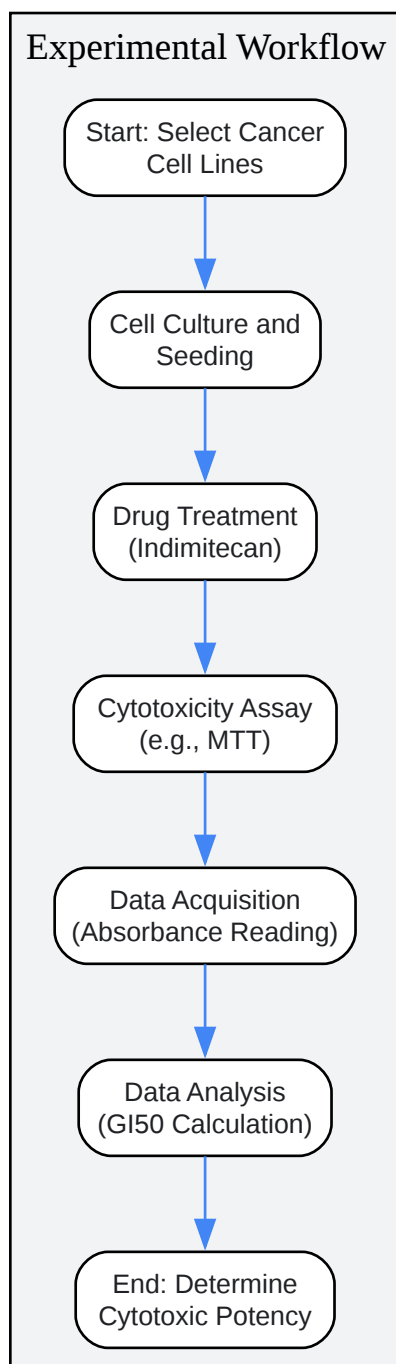 Experimental Workflow
Start: Select Cancer
Cell Lines
Cell Culture and
Seeding
Drug Treatment
(Indimitecan)
Cytotoxicity Assay
(e.g., MTT)
Data Acquisition
(Absorbance Reading)
Data Analysis
(GI50 Calculation)
End: Determine
Cytotoxic Potency